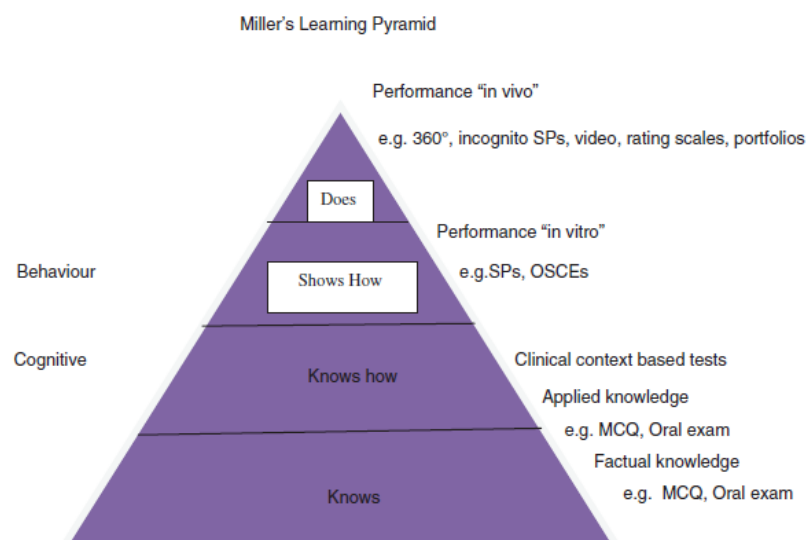 Miller's Learning Pyramid
Performance "in vivo"
e.g. 360°, incognito SPs, video, rating scales, portfolios
Does
Performance "in vitro"
Behaviour
Shows How
e.g.SPs, OSCEs
Cognitive
Knows how
Clinical context based tests
Applied knowledge
e.g. MCQ, Oral exam
Factual knowledge
Knows
e.g. MCQ, Oral exam